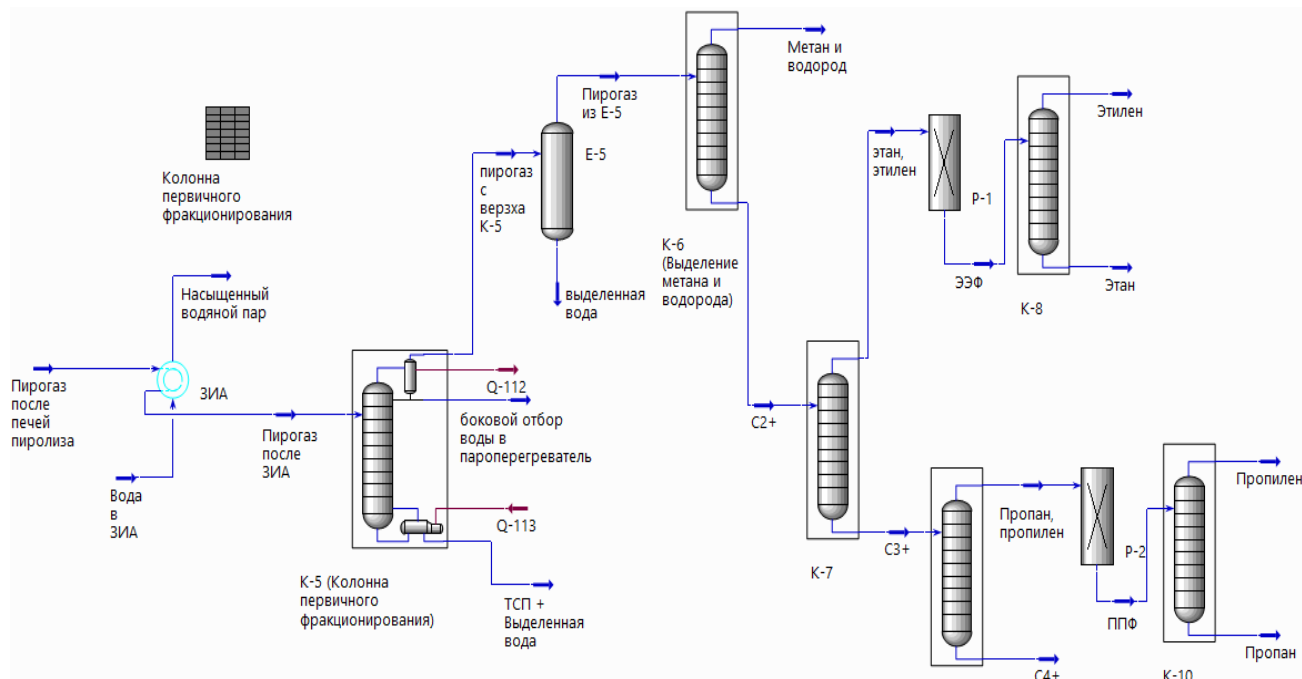 Метан и
водород
Пирогаз
из Е-5
Е-5
Этилен
этан,
этилен
Р-1
Колонна
первичного
фракционирования
пирогаз
с
верзха
К-5
К-6
(Выделение
метана и
водорода)
ЭЭФ
Этан
К-8
Насыщенный
водяной пар
выделенная
вода
ЗИА
Пирогаз
после
печей
пиролиза
Q-112
боковой отбор
воды в
пароперегреватель
С2+
Пирогаз
после
ЗИА
Вода
в
ЗИА
Q-113
К-7
С3+
Пропан,
пропилен
Р-2
Пропилен
К-5 (Колонна
первичного
фракционирования)
ТСП +
Выделенная
вода
ППФ
Пропан
С4+
К-10